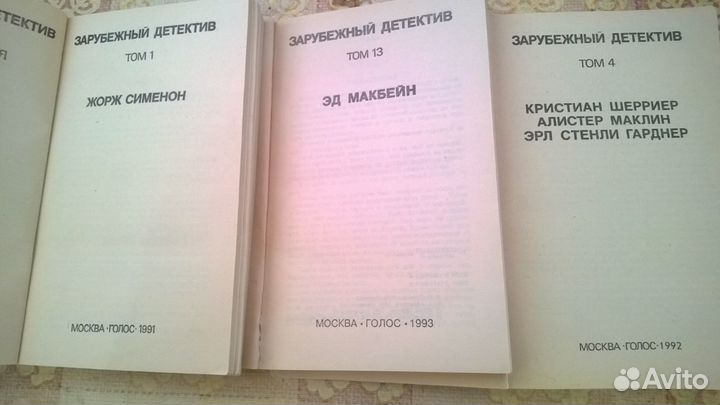 ДЕТЕКТИВ
ЗАРУБЕЖНЫЙ ДЕТЕКТИВ
ТОМ 1
ЖОРЖ СИМЕНОН
МОСКВА·ГОЛОС·1991
ЗАРУБЕЖНЫЙ ДЕТЕКТИВ
ТОМ 13
ЭД МАКБЕЙН
МОСКВА·ГОЛОС·1993
ЗАРУБЕЖНЫЙ ДЕТЕКТИВ
ТОМ 4
КРИСТИАН ШЕРРИЕР
АЛИСТЕР МАКЛИН
ЭРЛ СТЕНЛИ ГАРДНЕР
МОСКВА·ГОЛОС·1992
Avito